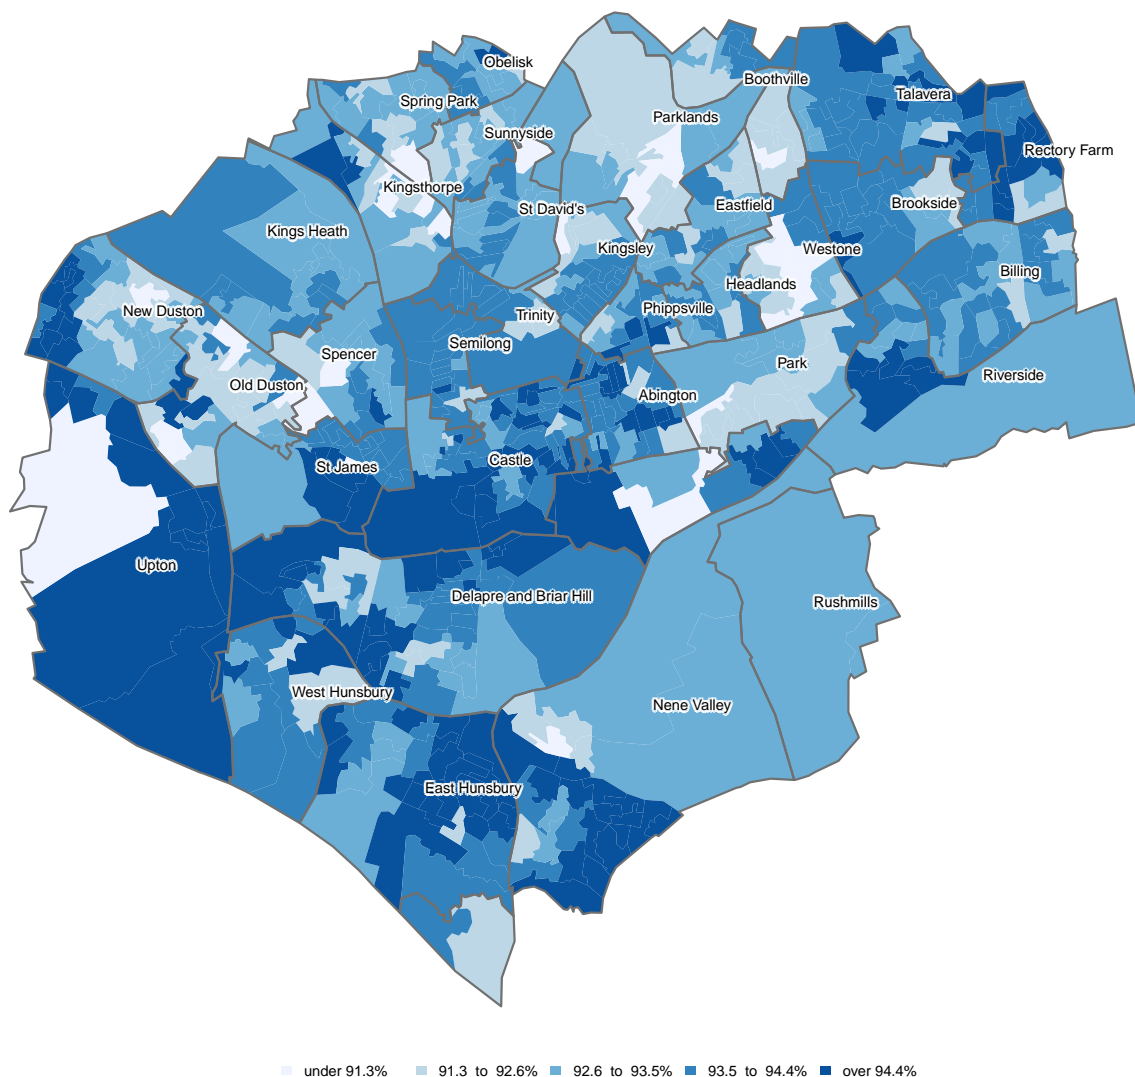 Obelisk
Boothville
Talavera
Spring Park
Parklands
Sunnyside
Rectory Farm
Kingsthorpe
Eastfield
Brookside
St David's
Kings Heath
Kingsley
Westone
Billing
Headlands
New Duston
Phippsville
Trinity
Semilong
Spencer
Park
Riverside
Old Duston
Abington
Castle
St James
Upton
Delapre and Briar Hill
Rushmills
West Hunsbury
Nene Valley
East Hunsbury
under 91.3% 91.3 to 92.6% 92.6 to 93.5% 93.5 to 94.4% over 94.4%